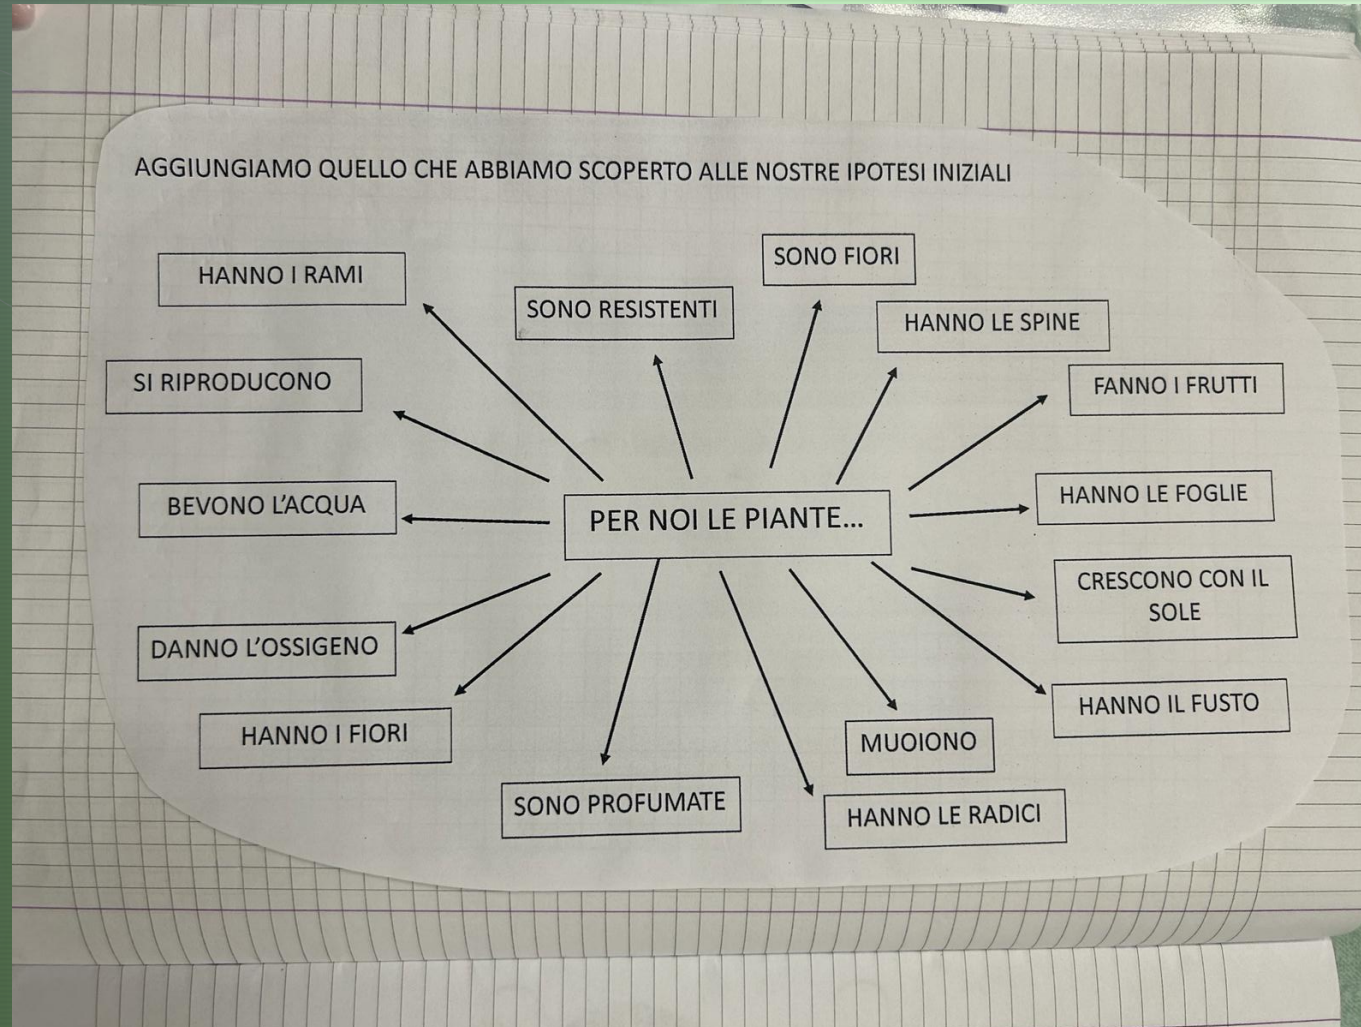 AGGIUNGIAMO QUELLO CHE ABBIAMO SCOPERTO ALLE NOSTRE IPOTESI INIZIALI
HANNO I RAMI
SONO RESISTENTI
SONO FIORI
HANNO LE SPINE
SI RIPRODUCONO
FANNO I FRUTTI
BEVONO L'ACQUA
PER NOI LE PIANTE...
HANNO LE FOGLIE
CRESCONO CON IL
SOLE
DANNO L'OSSIGENO
HANNO I FIORI
SONO PROFUMATE
MUOIONO
HANNO LE RADICI
HANNO IL FUSTO